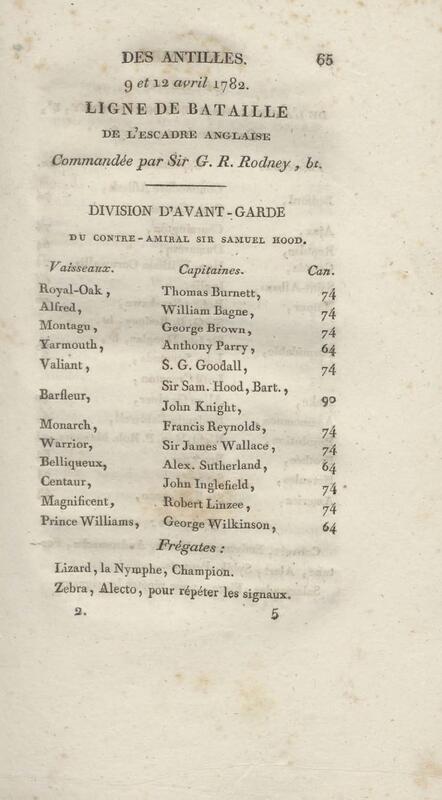 DES ANTILLES. 65
9 et 12 avril 1782.
LIGNE DE BATAILLE
DE L'ESCADRE ANGLAISE
Commandée par Sir G. R. Rodney, bt.
DIVISION D'AVANT-GARDE
DU CONTRE-AMIRAL SIR SAMUEL HOOD.
Vaisseaux. Capitaines. Can.
Royal-Oak, Thomas Burnett, 74
Alfred, William Bagne, 74
Montagu, George Brown, 74
Yarmouth, Anthony Parry, 64
Valiant, S. G. Goodall, 74
Barfleur, Sir Sam. Hood, Bart., 90
John Knight,
Monarch, Francis Reynolds, 74
Warrior, Sir James Wallace, 74
Belliqueux, Alex. Sutherland, 64
Centaur, John Inglefield, 74
Magnificent, Robert Linzee, 74
Prince Williams, George Wilkinson, 64
Frégates :
Lizard, la Nymphe, Champion.
Zebra, Alecto, pour répéter les signaux.
2. 5